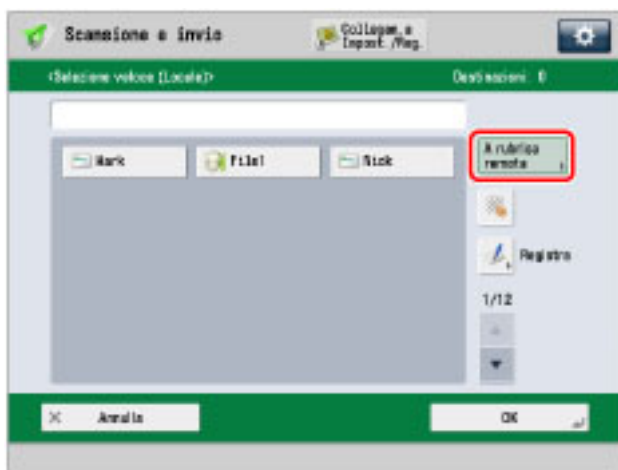 Scansione e invio
Collegam. a
Impost./Reg.
<Selezione veloce (Locale)>
Destinazioni: 0
Mark
File1
Nick
A rubrica
remota
Registra
1/12
Annulla
OK